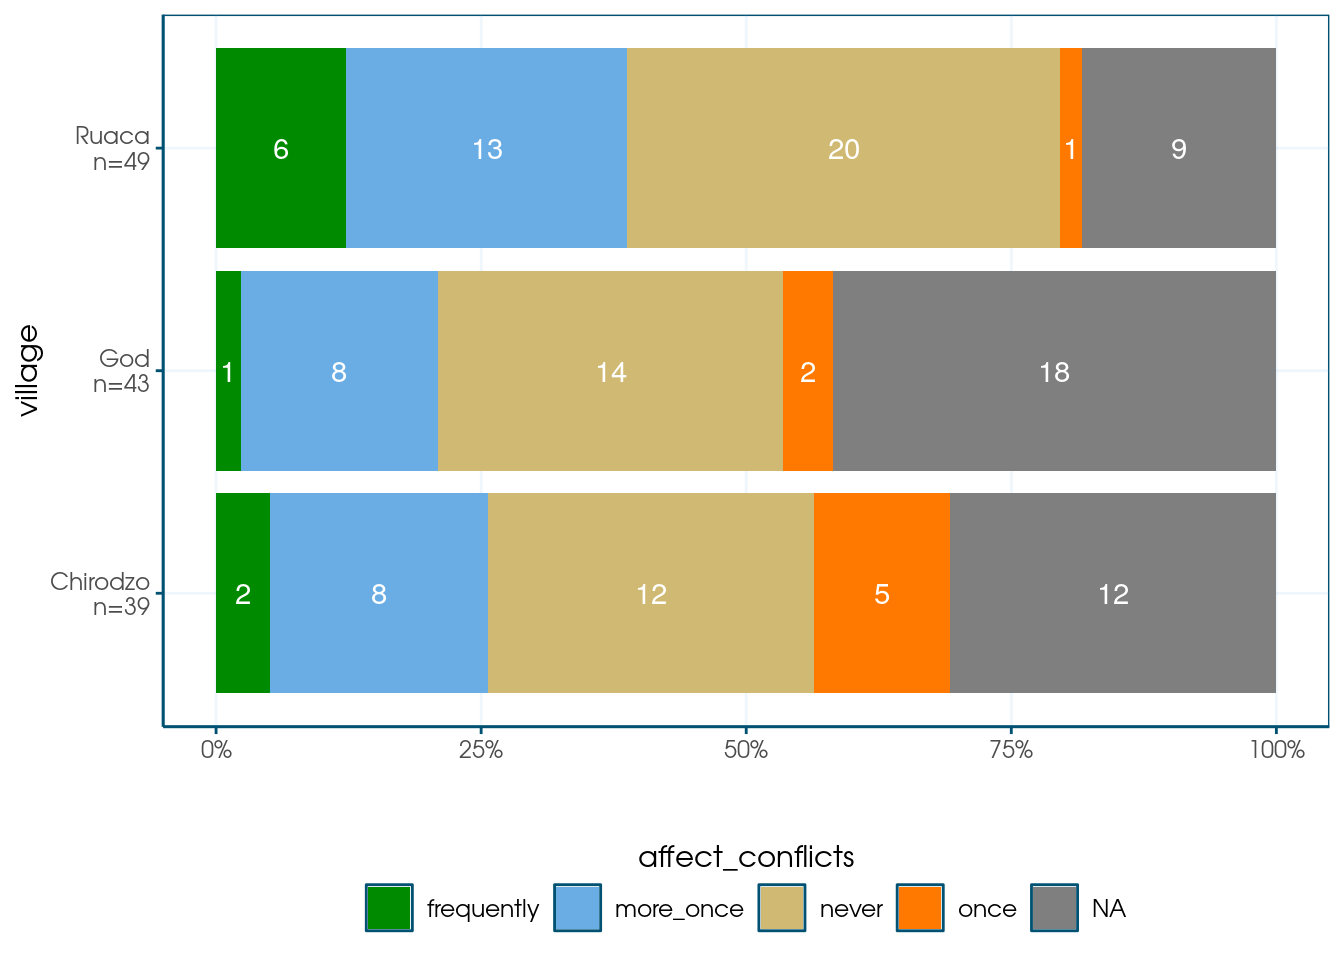 village
Ruaca
n=49
6 13 20 1 9
God
n=43
1 8 14 2 18
Chirodzo
n=39
2 8 12 5 12
0% 25% 50% 75% 100%
affect_conflicts
frequently more_once never once NA